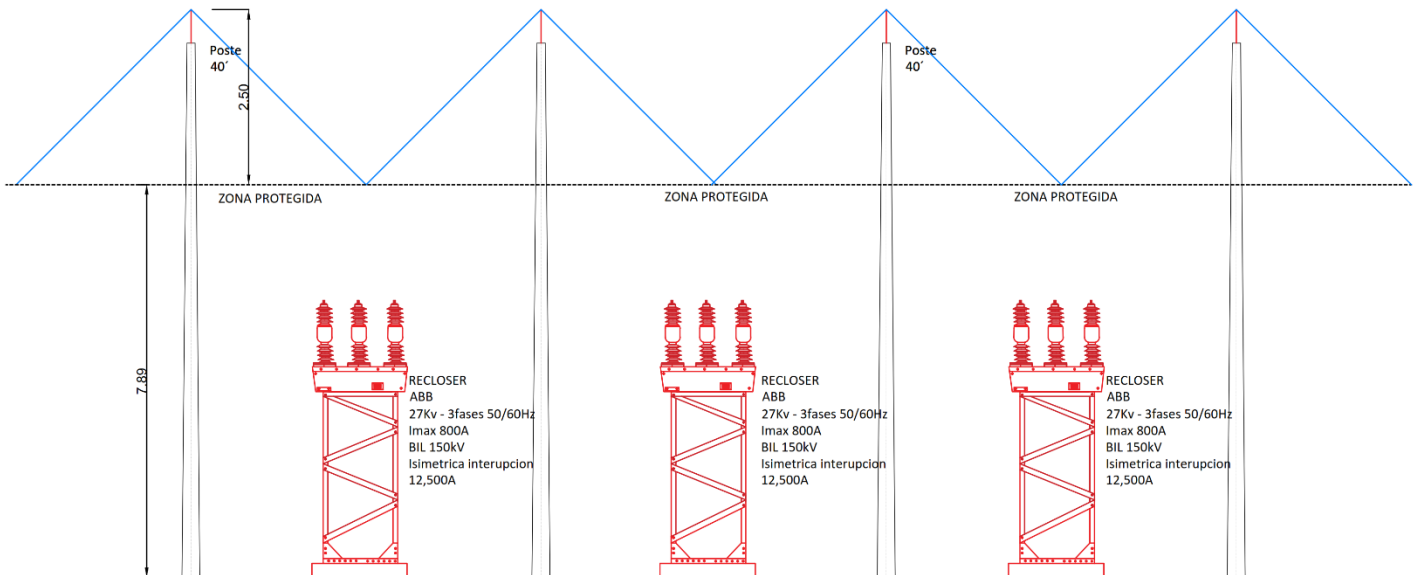 Poste
40´
Poste
40´
2.50
ZONA PROTEGIDA
ZONA PROTEGIDA
ZONA PROTEGIDA
7.89
RECLOSER
ABB
27Kv - 3fases 50/60Hz
Imax 800A
BIL 150kV
Isimetrica interupcion
12,500A
RECLOSER
ABB
27Kv - 3fases 50/60Hz
Imax 800A
BIL 150kV
Isimetrica interupcion
12,500A
RECLOSER
ABB
27Kv - 3fases 50/60Hz
Imax 800A
BIL 150kV
Isimetrica interupcion
12,500A